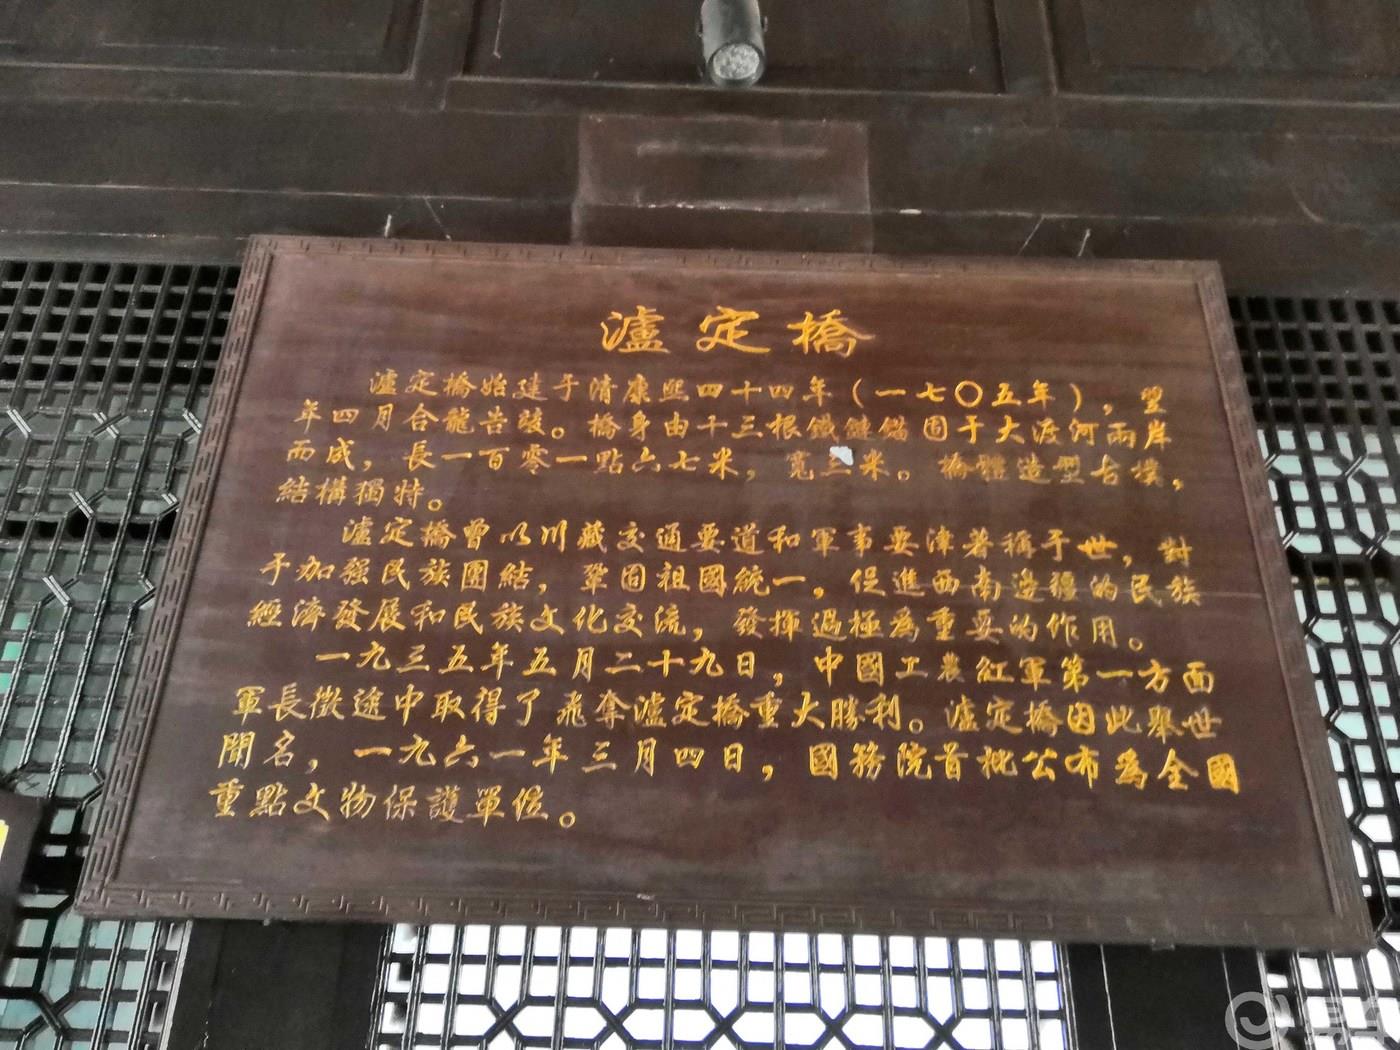 瀘定橋
瀘定橋始建于清康熙四十四年(一七〇五年),翌
年四月合龍告竣。橋身由十三根鐵鏈錨固于大渡河兩岸
而成,長一百零一點六七米,寬三米。橋體造型古樸,
結構獨特。
瀘定橋曾以川藏交通要道和軍事要津著稱于世,對
于加强民族團結,鞏固祖國統一,促進西南邊疆的民族
經濟發展和民族文化交流,發揮過極為重要的作用。
一九三五年五月二十九日,中國工農紅軍第一方面
軍長徵途中取得了飛奪瀘定橋重大勝利。瀘定橋因此舉世
聞名,一九六一年三月四日,國務院首批公布為全國
重點文物保護單位。